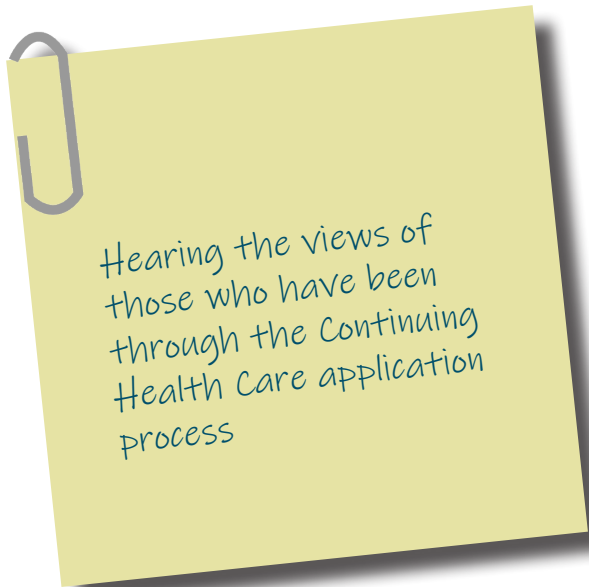 Hearing the views of
those who have been
through the Continuing
Health Care application
process